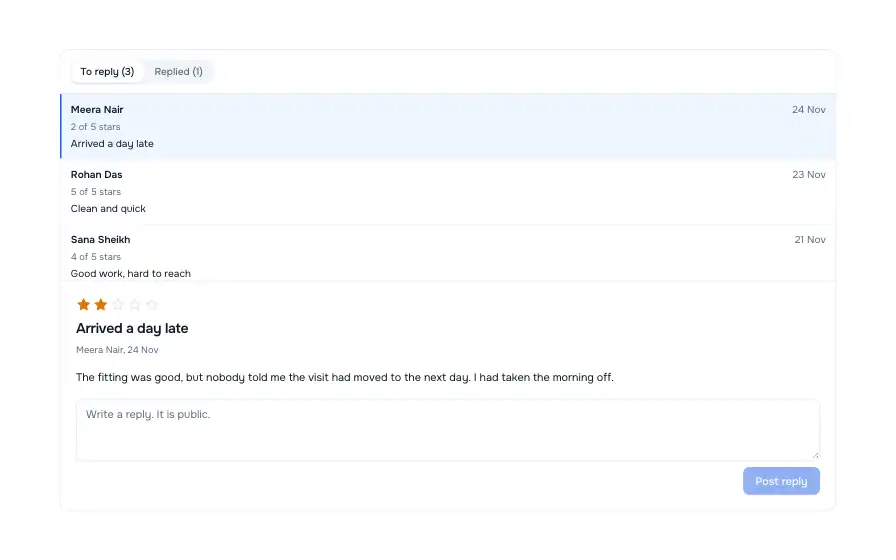 To reply (3) Replied (1)
Meera Nair 24 Nov
2 of 5 stars
Arrived a day late
Rohan Das 23 Nov
5 of 5 stars
Clean and quick
Sana Sheikh 21 Nov
4 of 5 stars
Good work, hard to reach
Arrived a day late
Meera Nair, 24 Nov
The fitting was good, but nobody told me the visit had moved to the next day. I had taken the morning off.
Write a reply. It is public.
Post reply